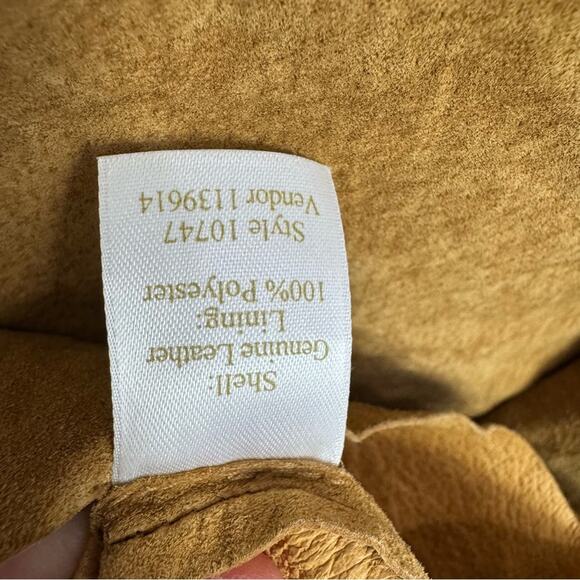 Shell:
Genuine Leather
Lining:
100% Polyester
Style 10747
Vendor 1139614